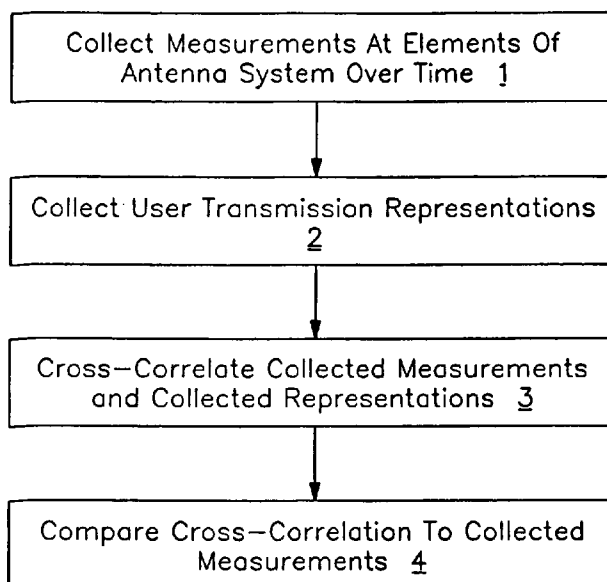 Collect Measurements At Elements Of
Antenna System Over Time 1
Collect User Transmission Representations
2
Cross-Correlate Collected Measurements
and Collected Representations 3
Compare Cross-Correlation To Collected
Measurements 4